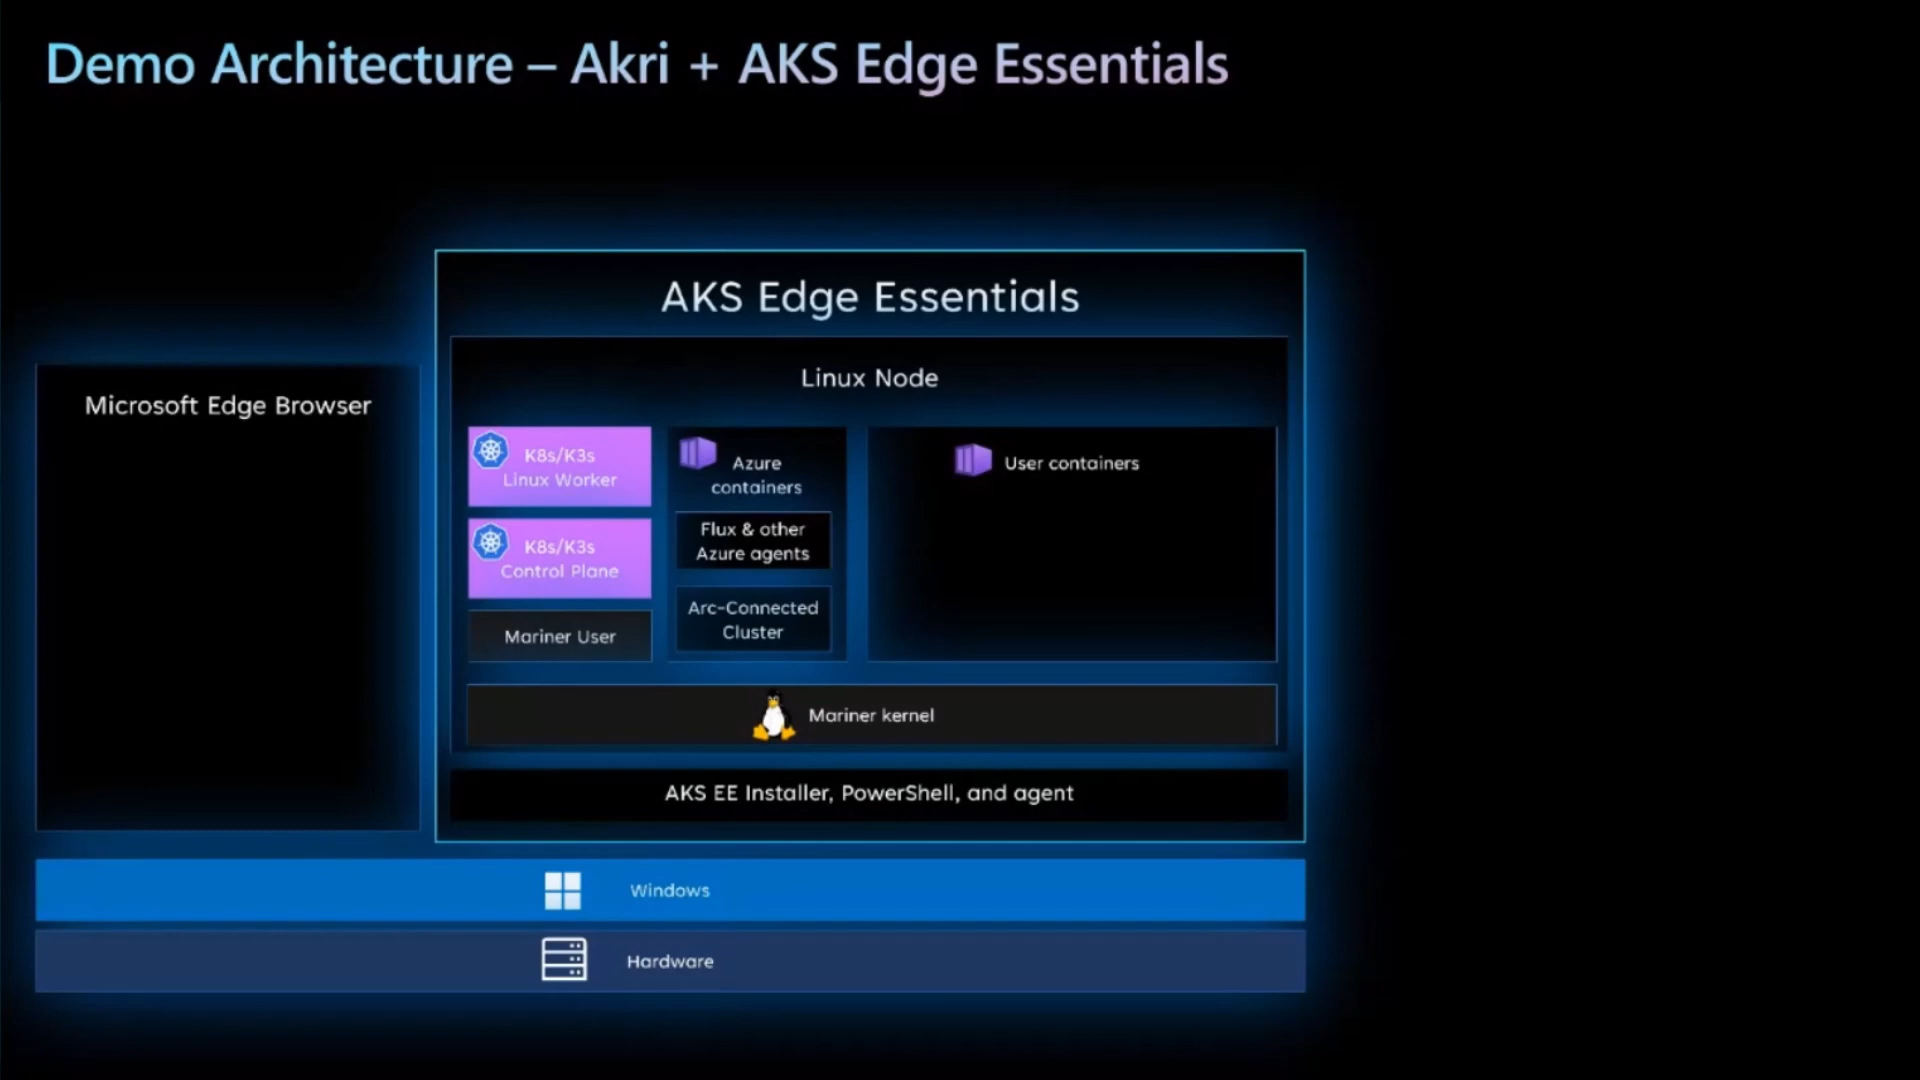 Demo Architecture – Akri + AKS Edge Essentials
AKS Edge Essentials
Linux Node
Microsoft Edge Browser
K8s/K3s
Linux Worker
K8s/K3s
Control Plane
Mariner User
Azure
containers
Flux & other
Azure agents
Arc-Connected
Cluster
User containers
Mariner kernel
AKS EE Installer, PowerShell, and agent
Windows
Hardware